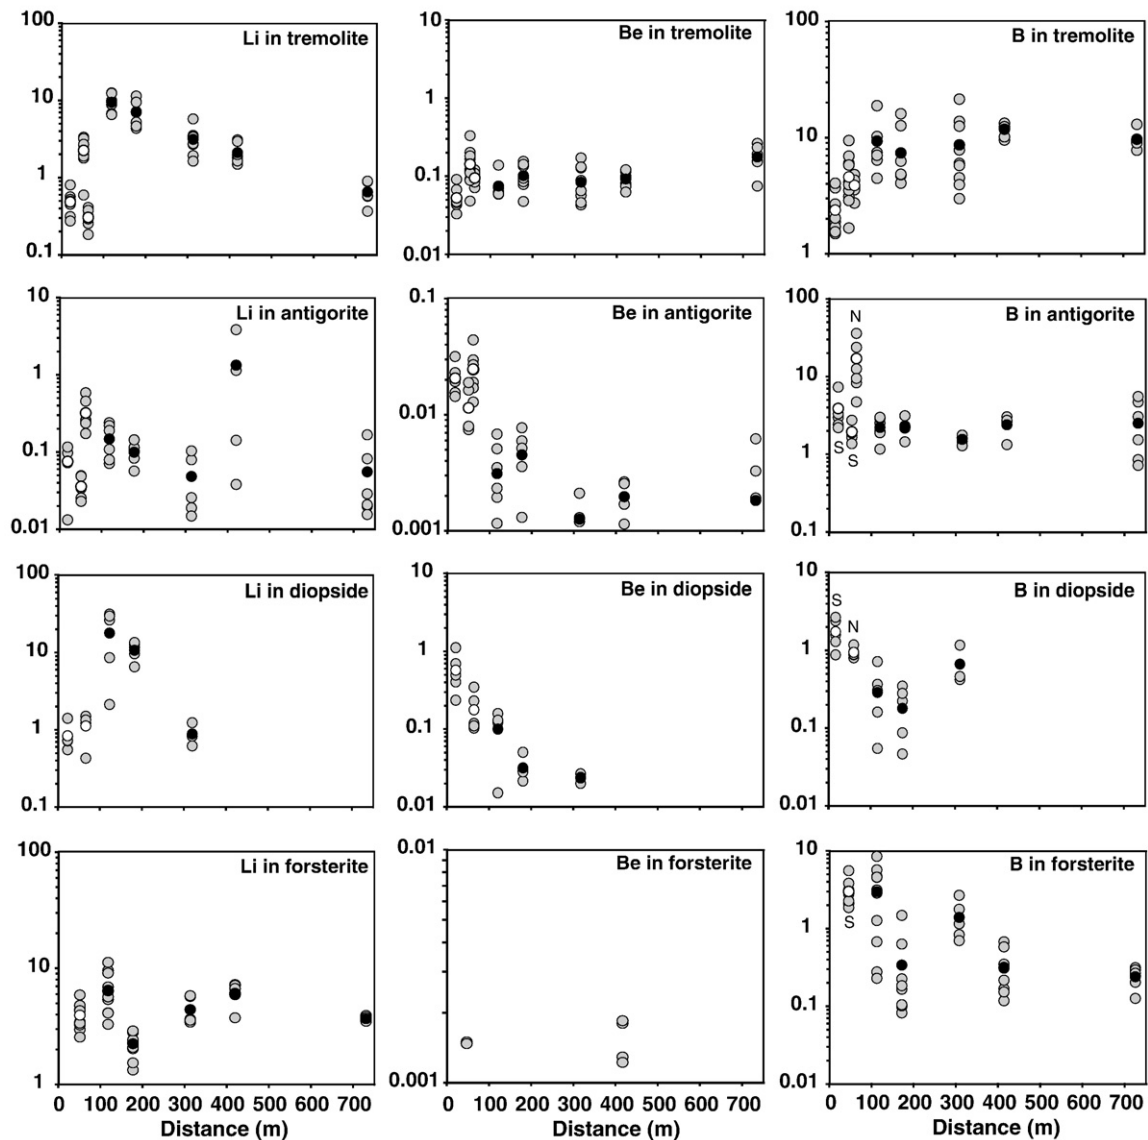 100
10
1
0.1
Li in tremolite
10
1
0.1
0.01
Be in tremolite
100
10
1
B in tremolite
10
1
0.1
0.01
Li in antigorite
0.1
0.01
0.001
Be in antigorite
100
10
1
0.1
B in antigorite
N
S
S
100
10
1
0.1
Li in diopside
10
1
0.1
0.01
Be in diopside
10
1
0.1
0.01
B in diopside
S
N
100
10
1
Li in forsterite
0 100 200 300 400 500 600 700
Distance (m)
0.01
0.001
Be in forsterite
0 100 200 300 400 500 600 700
Distance (m)
10
1
0.1
0.01
B in forsterite
S
0 100 200 300 400 500 600 700
Distance (m)